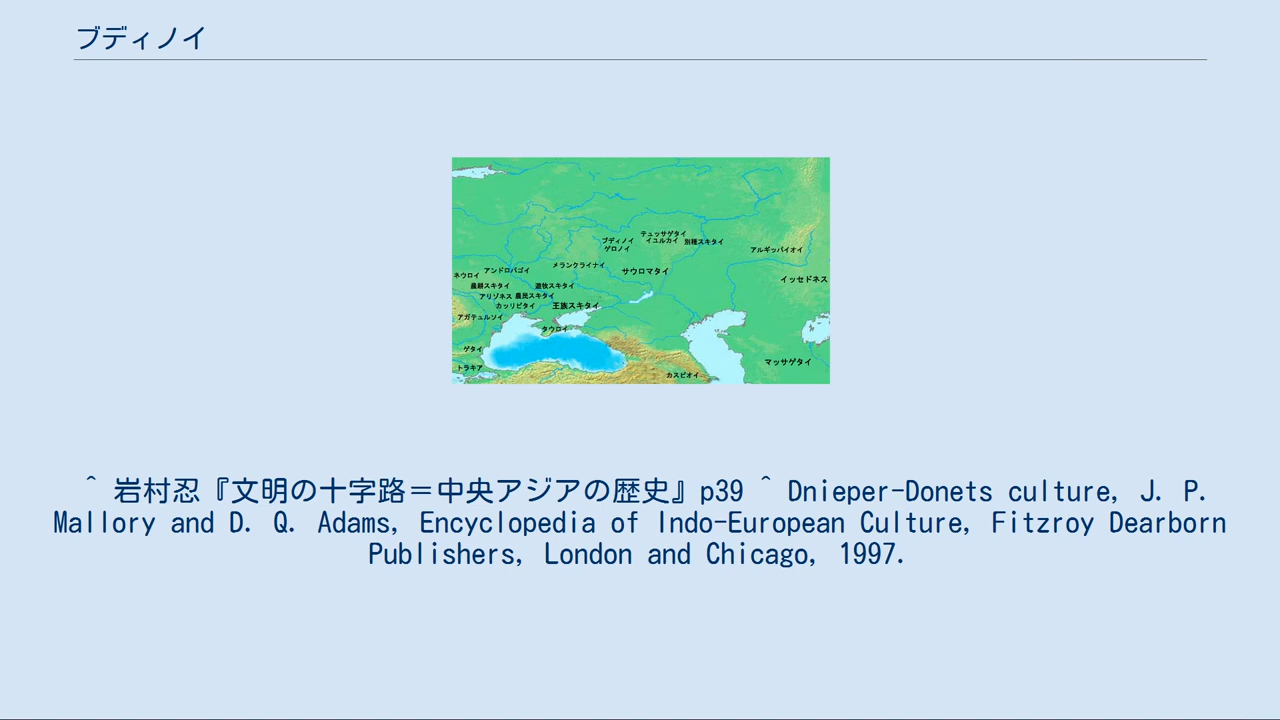 ブディノイ
テュッサゲタイ
ブディノイ イユルカイ 別種スキタイ
ゲロノイ
アルギッパイオイ
メランクライナイ
アンドロパゴイ
サウロマタイ
ネウロイ
イッセドネス
農耕スキタイ 遊牧スキタイ
アリゾネス 農民スキタイ
カッリピダイ 王族スキタイ
アガテュルソイ
タウロイ
ゲタイ
マッサゲタイ
トラキア
カスピオイ
^ 岩村忍『文明の十字路＝中央アジアの歴史』p39 ^ Dnieper-Donets culture, J. P.
Mallory and D. Q. Adams, Encyclopedia of Indo-European Culture, Fitzroy Dearborn
Publishers, London and Chicago, 1997.